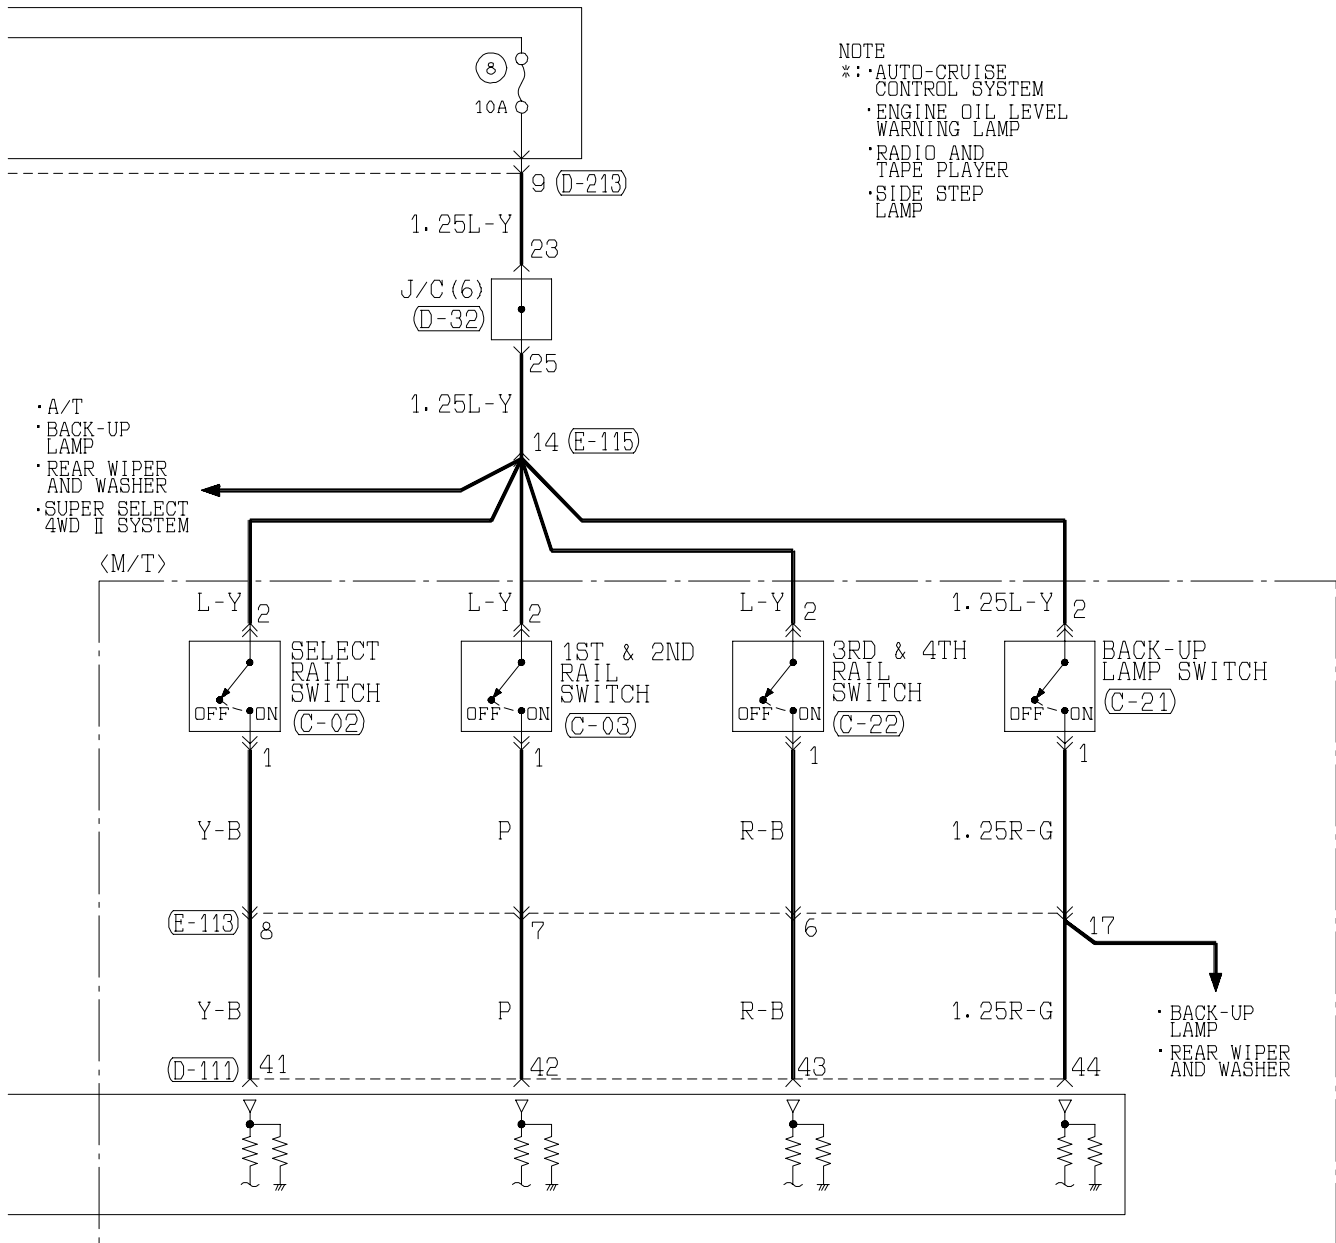 NOTE
*:·AUTO-CRUISE
CONTROL SYSTEM
·ENGINE OIL LEVEL
WARNING LAMP
·RADIO AND
TAPE PLAYER
·SIDE STEP
LAMP
8
10A
9 (D-213)
1.25L-Y
23
J/C(6)
(D-32)
25
1.25L-Y
14 (E-115)
·A/T
·BACK-UP
LAMP
·REAR WIPER
AND WASHER
·SUPER SELECT
4WD II SYSTEM
〈M/T〉
L-Y 2
L-Y 2
L-Y 2
1.25L-Y 2
SELECT
RAIL
SWITCH
(C-02)
OFF ON
1ST & 2ND
RAIL
SWITCH
(C-03)
OFF ON
3RD & 4TH
RAIL
SWITCH
(C-22)
OFF ON
BACK-UP
LAMP SWITCH
(C-21)
OFF ON
1
1
1
1
Y-B
P
R-B
1.25R-G
(E-113) 8
7
6
17
Y-B
P
R-B
1.25R-G
·BACK-UP
LAMP
·REAR WIPER
AND WASHER
(D-111) 41
42
43
44